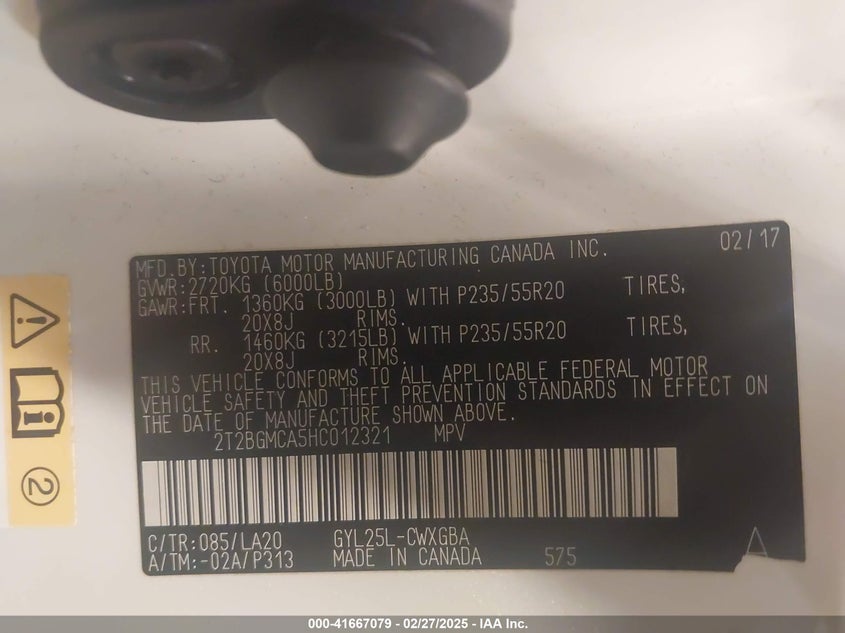 MFD.BY:TOYOTA MOTOR MANUFACTURING CANADA INC. 02/17
GVWR:2720KG (6000LB)
GAWR:FRT. 1360KG (3000LB) WITH P235/55R20 TIRES,
20X8J RIMS.
RR. 1460KG (3215LB) WITH P235/55R20 TIRES,
20X8J RIMS.
THIS VEHICLE CONFORMS TO ALL APPLICABLE FEDERAL MOTOR
VEHICLE SAFETY AND THEFT PREVENTION STANDARDS IN EFFECT ON
THE DATE OF MANUFACTURE SHOWN ABOVE.
2T2BGMCA5HC012321 MPV
C/TR:085/LA20 GYL25L-CWXGBA
A/TM:-02A/P313 MADE IN CANADA 575
2
000-41667079 - 02/27/2025 - IAA Inc.